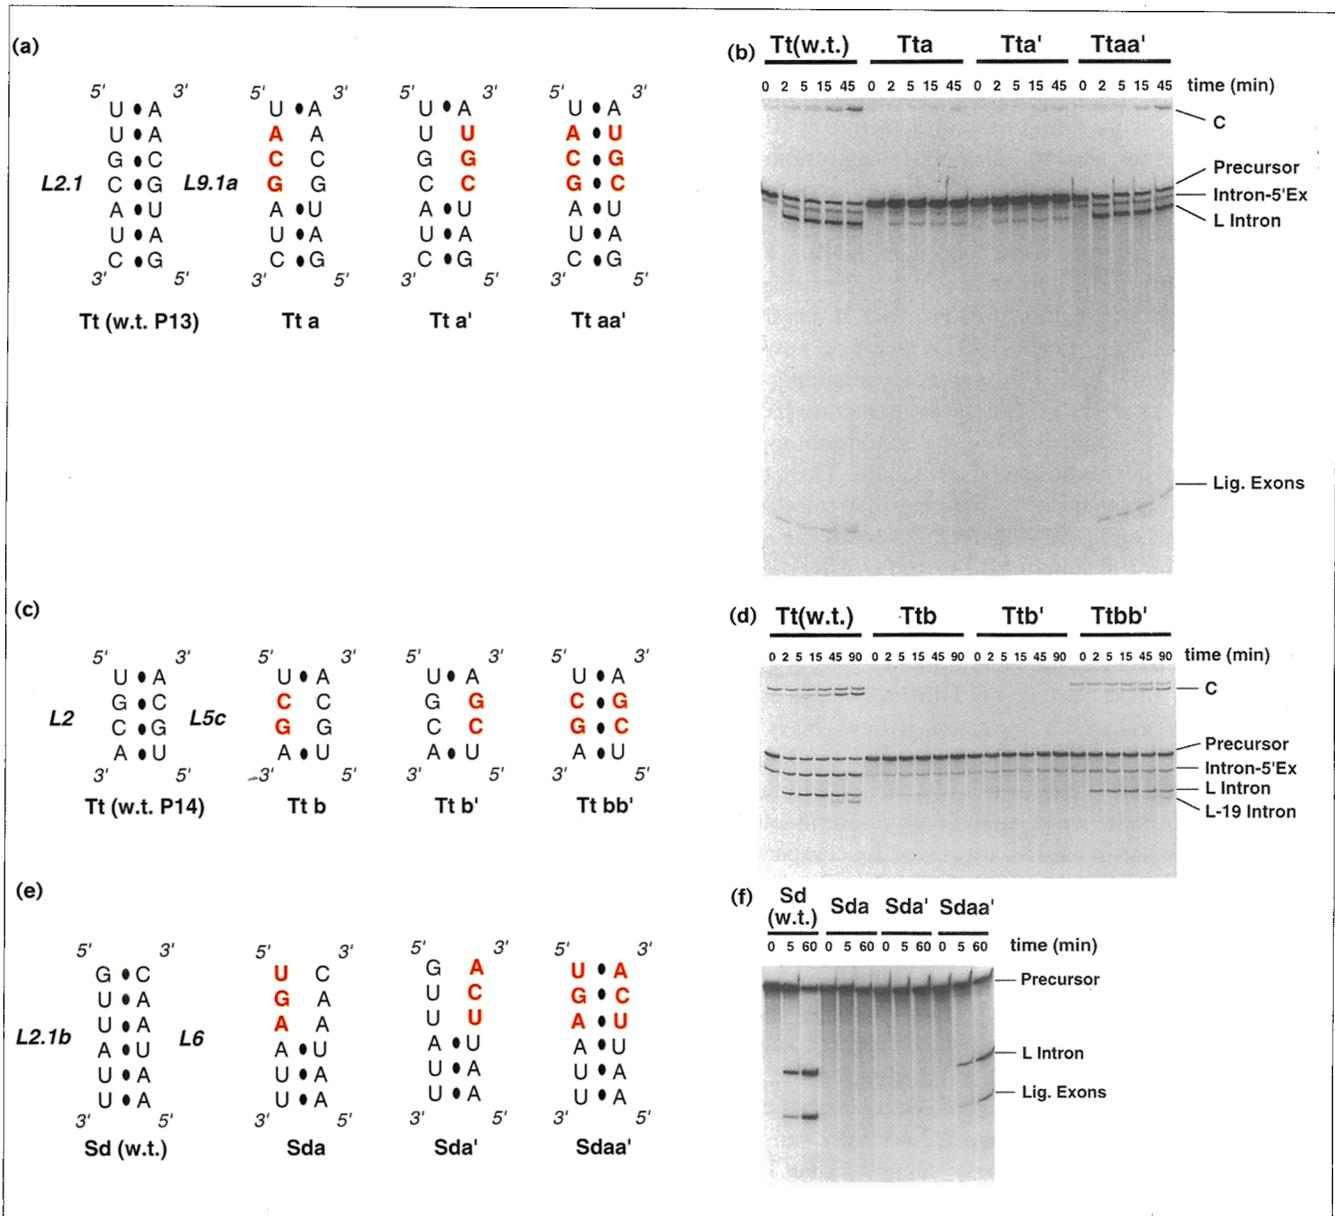 (a)
5' 3' 5' 3' 5' 3' 5' 3'
U • A U • A U • A U • A
U • A A A U U A • U
G • C C C G G C • G
L2.1 C • G L9.1a G G C C G • C
A • U A • U A • U A • U
U • A U • A U • A U • A
C • G C • G C • G C • G
3' 5' 3' 5' 3' 5' 3' 5'
Tt (w.t. P13) Tt a Tt a' Tt aa'
(b)
Tt(w.t.) Tta Tta' Ttaa'
0 2 5 15 45 0 2 5 15 45 0 2 5 15 45 0 2 5 15 45 time (min)
C
Precursor
Intron-5'Ex
L Intron
Lig. Exons
(c)
5' 3' 5' 3' 5' 3' 5' 3'
U • A U • A U • A U • A
G • C C C G G C • G
L2 C • G L5c G G C C G • C
A • U A • U A • U A • U
3' 5' 3' 5' 3' 5' 3' 5'
Tt (w.t. P14) Tt b Tt b' Tt bb'
(d)
Tt(w.t.) Ttb Ttb' Ttbb'
0 2 5 15 45 90 0 2 5 15 45 90 0 2 5 15 45 90 0 2 5 15 45 90 time (min)
C
Precursor
Intron-5'Ex
L Intron
L-19 Intron
(e)
5' 3' 5' 3' 5' 3' 5' 3'
G • C U C G A U • A
U • A G A U C G • C
L2.1b U • A L6 A A U U A • U
A • U A • U A • U A • U
U • A U • A U • A U • A
U • A U • A U • A U • A
3' 5' 3' 5' 3' 5' 3' 5'
Sd (w.t.) Sda Sda' Sdaa'
(f)
Sd (w.t.) Sda Sda' Sdaa'
0 5 60 0 5 60 0 5 60 0 5 60 time (min)
Precursor
L Intron
Lig. Exons